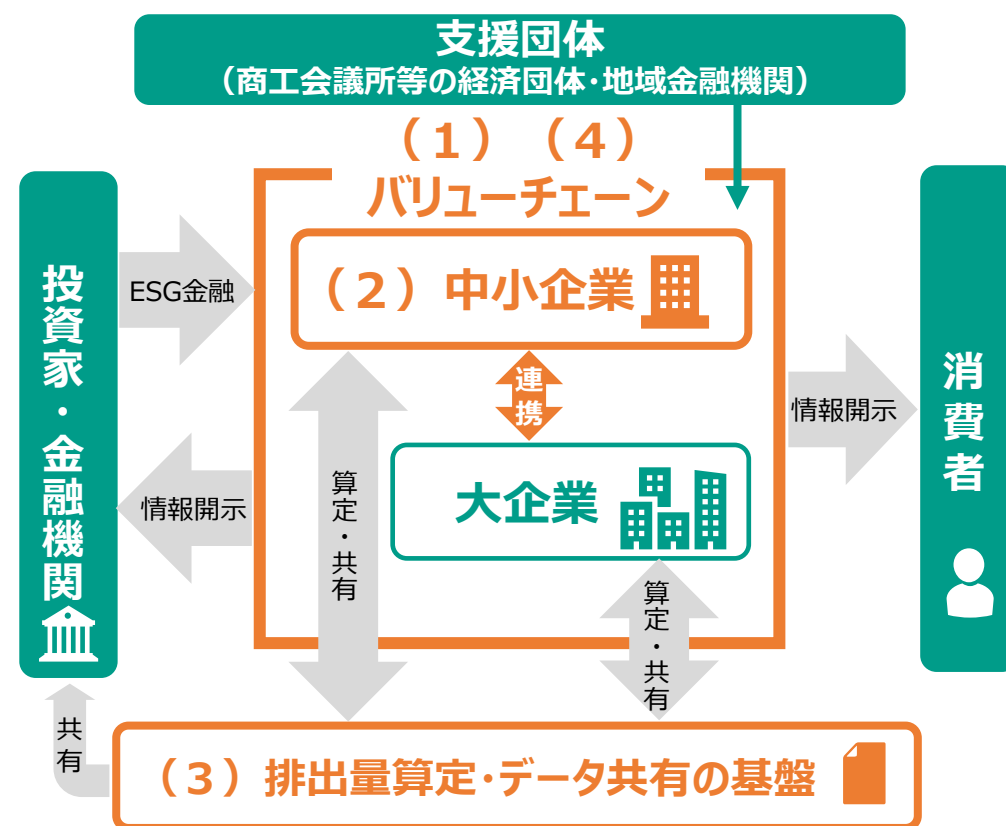 支援団体
（商工会議所等の経済団体･地域金融機関）
（１）（４）
バリューチェーン
（２）中小企業
連携
大企業
投資家・金融機関
ESG金融
情報開示
算定・共有
算定・共有
情報開示
消費者
共有
（３）排出量算定･データ共有の基盤